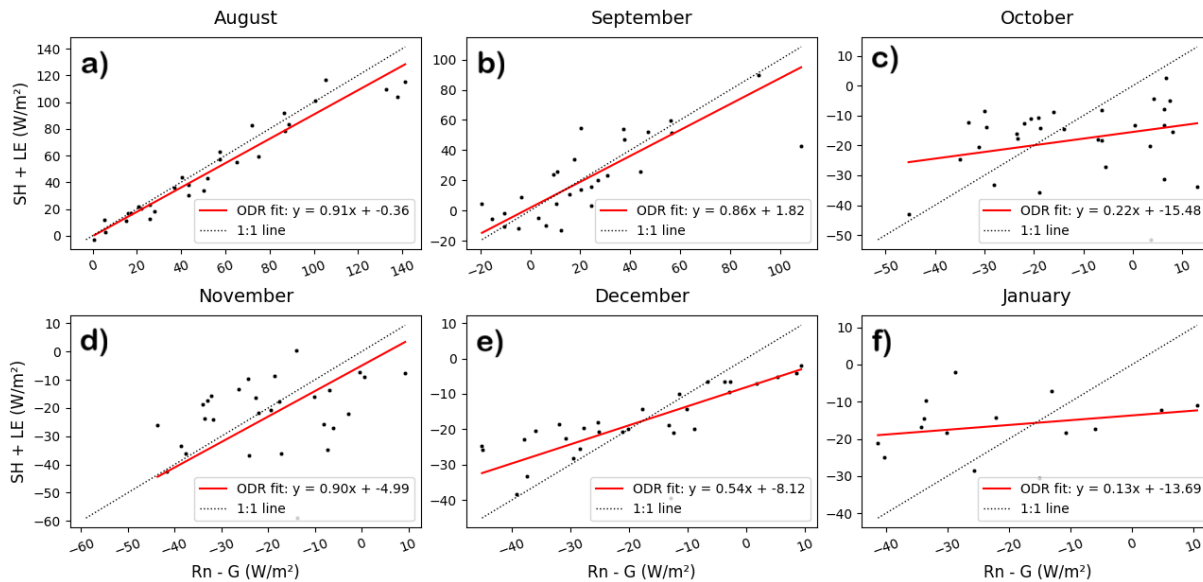 August
September
October
a)
b)
c)
SH + LE (W/m²)
140
120
100
80
60
40
20
0
0
20
40
60
80
100
120
140
ODR fit: y = 0.91x + -0.36
1:1 line
100
80
60
40
20
0
−20
−20
0
20
40
60
80
100
ODR fit: y = 0.86x + 1.82
1:1 line
10
0
−10
−20
−30
−40
−50
−50
−40
−30
−20
−10
0
10
ODR fit: y = 0.22x + -15.48
1:1 line
November
December
January
d)
e)
f)
SH + LE (W/m²)
10
0
−10
−20
−30
−40
−50
−60
−60
−50
−40
−30
−20
−10
0
10
ODR fit: y = 0.90x + -4.99
1:1 line
10
0
−10
−20
−30
−40
−40
−30
−20
−10
0
10
ODR fit: y = 0.54x + -8.12
1:1 line
10
0
−10
−20
−30
−40
−40
−30
−20
−10
0
10
ODR fit: y = 0.13x + -13.69
1:1 line
Rn - G (W/m²)
Rn - G (W/m²)
Rn - G (W/m²)